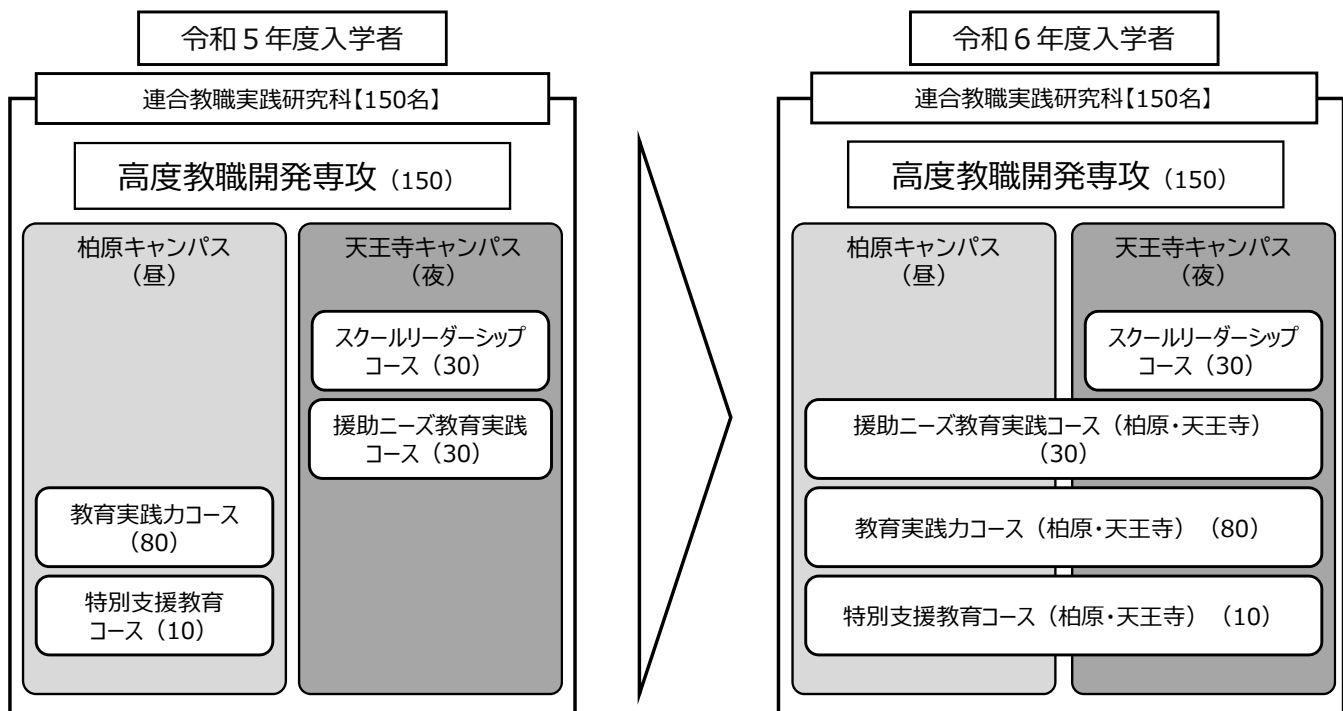 令和５年度入学者
連合教職実践研究科【150名】
高度教職開発専攻（150）
柏原キャンパス
（昼）
天王寺キャンパス
（夜）
スクールリーダーシップ
コース（30）
援助ニーズ教育実践
コース（30）
教育実践力コース
（80）
特別支援教育
コース（10）
令和６年度入学者
連合教職実践研究科【150名】
高度教職開発専攻（150）
柏原キャンパス
（昼）
天王寺キャンパス
（夜）
スクールリーダーシップ
コース（30）
援助ニーズ教育実践コース（柏原・天王寺）
（30）
教育実践力コース（柏原・天王寺）（80）
特別支援教育コース（柏原・天王寺）（10）